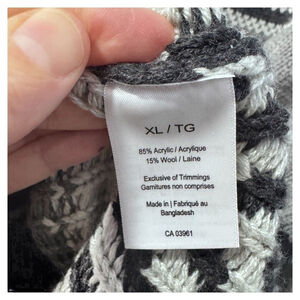 XL / TG
85% Acrylic / Acrylique
15% Wool / Laine
Exclusive of Trimmings
Garnitures non comprises
Made in | Fabriqué au
Bangladesh
CA 03961